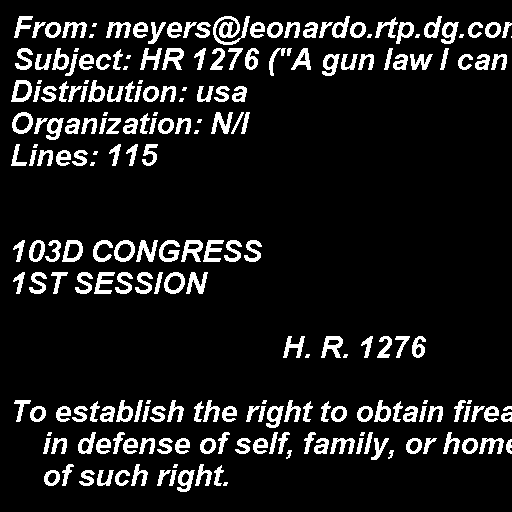 From: meyers@leonardo.rtp.dg.com
Subject: HR 1276 ("A gun law I can
Distribution: usa
Organization: N/I
Lines: 115
103D CONGRESS
1ST SESSION
H. R. 1276
To establish the right to obtain firea
in defense of self, family, or home
of such right.